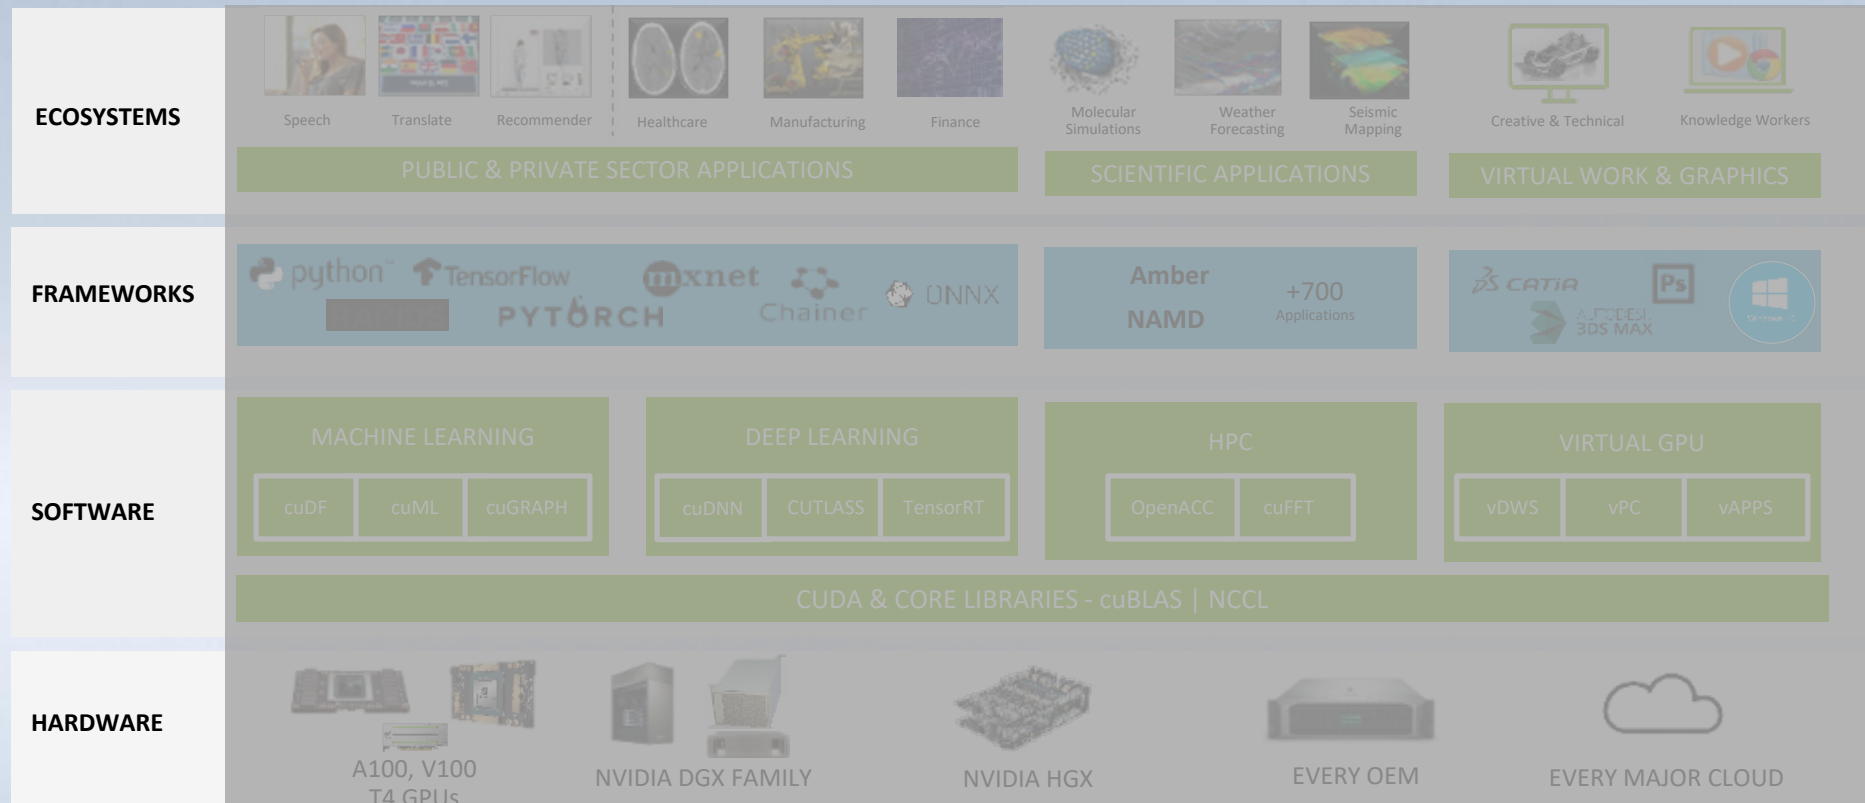 ECOSYSTEMS
Speech
Translate
Recommender
Healthcare
Manufacturing
Finance
Molecular
Simulations
Weather
Forecasting
Seismic
Mapping
Creative & Technical
Knowledge Workers
PUBLIC & PRIVATE SECTOR APPLICATIONS
SCIENTIFIC APPLICATIONS
VIRTUAL WORK & GRAPHICS
FRAMEWORKS
python
TensorFlow
mxnet
Chainer
ONNX
PYTORCH
Amber
NAMD
+700
Applications
CATIA
Ps
AUTODESK
3DS MAX
SOFTWARE
MACHINE LEARNING
cuDF
cuML
cuGRAPH
DEEP LEARNING
cuDNN
CUTLASS
TensorRT
HPC
OpenACC
cuFFT
VIRTUAL GPU
vDWS
vPC
vAPPS
CUDA & CORE LIBRARIES - cuBLAS | NCCL
HARDWARE
A100, V100
T4 GPUs
NVIDIA DGX FAMILY
NVIDIA HGX
EVERY OEM
EVERY MAJOR CLOUD